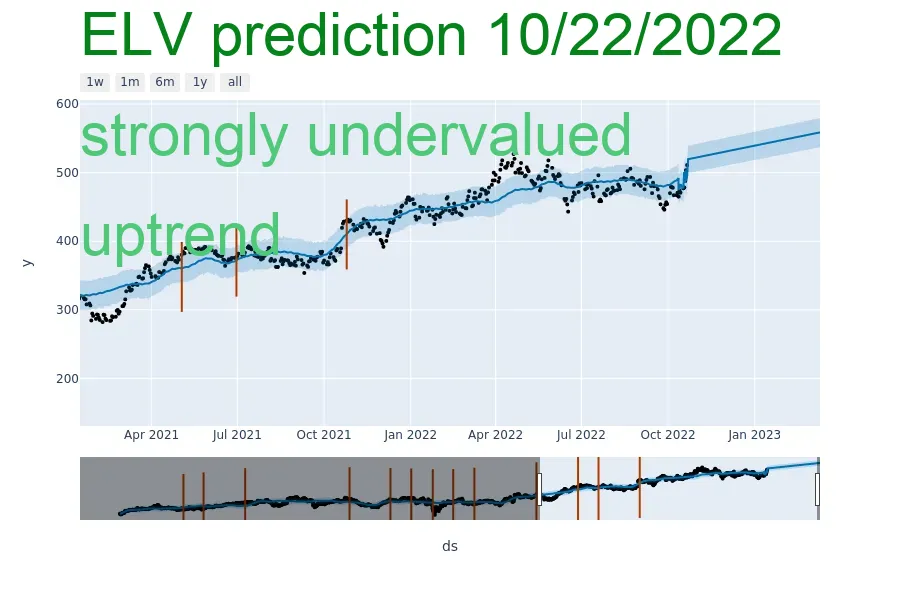 ELV prediction 10/22/2022
1w 1m 6m 1y all
strongly undervalued
uptrend
600
500
400
300
200
y
Apr 2021 Jul 2021 Oct 2021 Jan 2022 Apr 2022 Jul 2022 Oct 2022 Jan 2023
ds